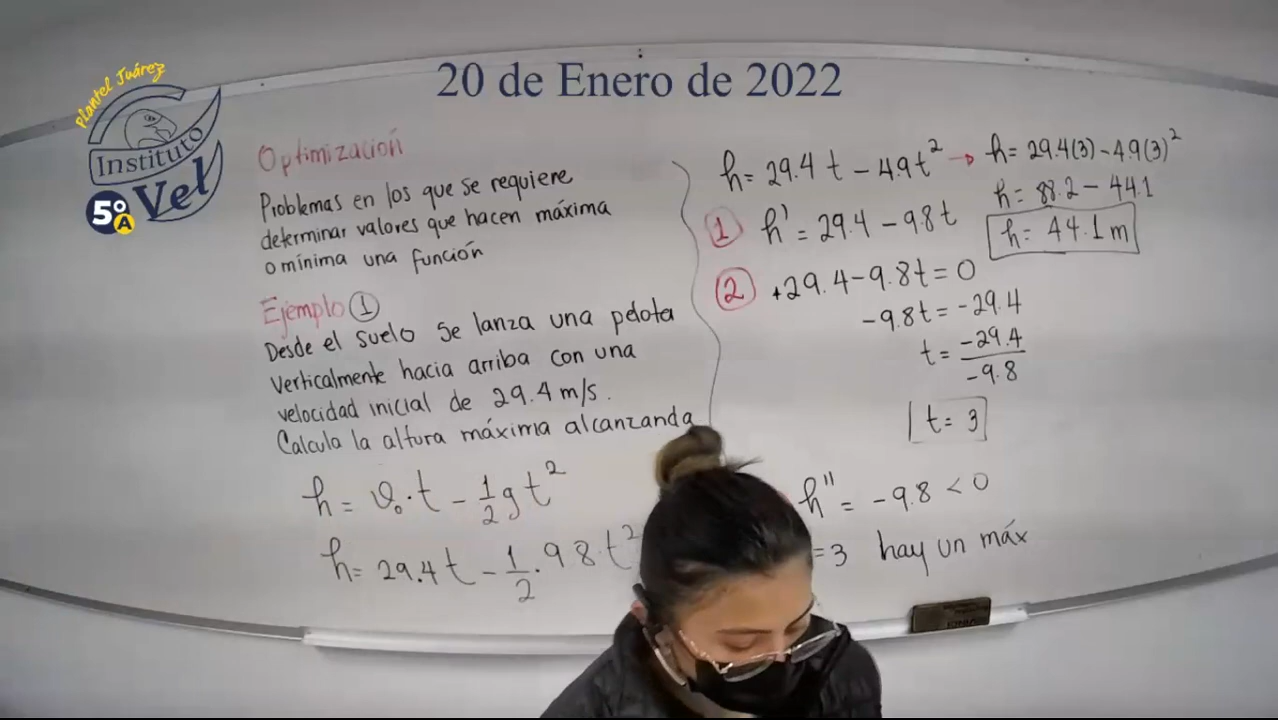 20 de Enero de 2022
Plantel Juárez
Instituto
Vel
5º A
Optimización
Problemas en los que se requiere
determinar valores que hacen máxima
o mínima una función
Ejemplo 1
Desde el suelo se lanza una pelota
verticalmente hacia arriba con una
velocidad inicial de 29.4 m/s.
Calcula la altura máxima alcanzanda
h = v₀·t - 1/2 g t²
h = 29.4t - 1/2 · 9.8 t²
h = 29.4t - 4.9t² → h = 29.4(3) - 4.9(3)²
h = 88.2 - 44.1
h = 44.1 m
1 h' = 29.4 - 9.8t
2 +29.4 - 9.8t = 0
-9.8t = -29.4
t = -29.4 / -9.8
t = 3
h'' = -9.8 < 0
=3 hay un máx